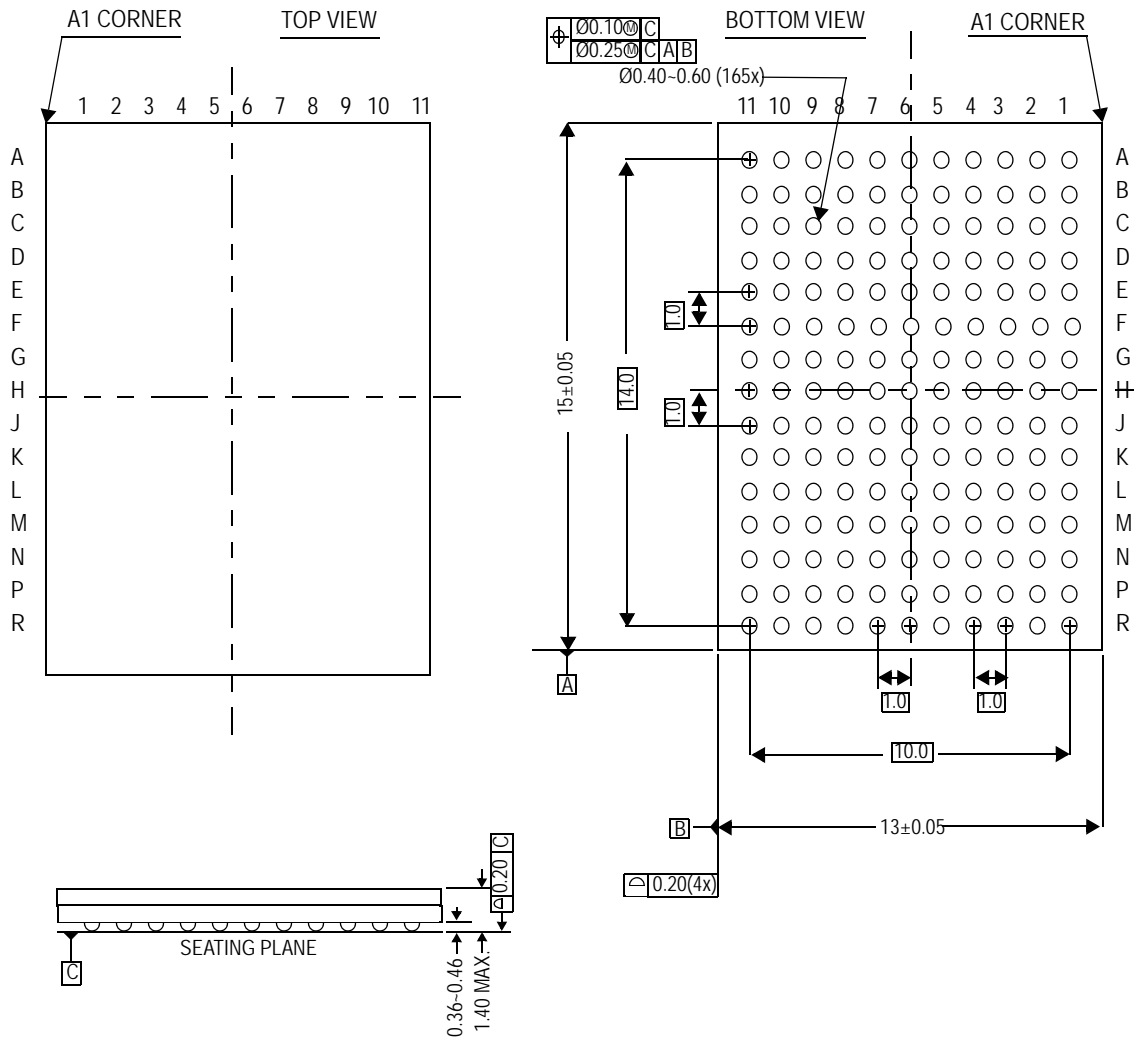 A1 CORNER
TOP VIEW
1 2 3 4 5 6 7 8 9 10 11
A
B
C
D
E
F
G
H
J
K
L
M
N
P
R
Ø0.10Ⓜ C
Ø0.25Ⓜ C A B
Ø0.40~0.60 (165x)
BOTTOM VIEW
A1 CORNER
11 10 9 8 7 6 5 4 3 2 1
A
B
C
D
E
F
G
H
J
K
L
M
N
P
R
1.0
1.0
14.0
15±0.05
A
1.0
1.0
10.0
B
13±0.05
0.20(4x)
0.20 C
SEATING PLANE
C
0.36~0.46
1.40 MAX.